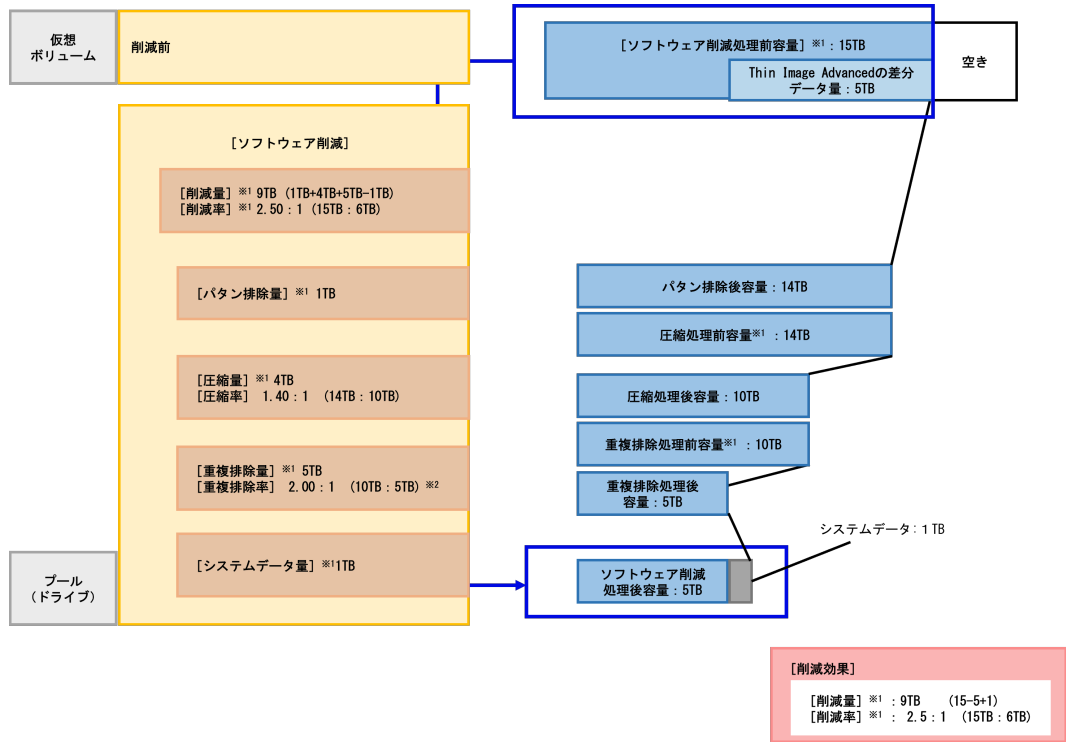 仮想
ボリューム
削減前
[ソフトウェア削減処理前容量] ※1：15TB
Thin Image Advancedの差分
データ量：5TB
空き
[ソフトウェア削減]
[削減量] ※1 9TB (1TB+4TB+5TB-1TB)
[削減率] ※1 2.50：1 (15TB：6TB)
[パタン排除量] ※1 1TB
パタン排除後容量：14TB
圧縮処理前容量※1 ：14TB
[圧縮量] ※1 4TB
[圧縮率] 1.40：1 (14TB：10TB)
圧縮処理後容量：10TB
重複排除処理前容量※1 ：10TB
[重複排除量] ※1 5TB
[重複排除率] 2.00：1 (10TB：5TB) ※2
重複排除処理後
容量：5TB
システムデータ：1TB
[システムデータ量] ※1 1TB
プール
(ドライブ)
ソフトウェア削減
処理後容量：5TB
[削減効果]
[削減量] ※1 ：9TB (15-5+1)
[削減率] ※1 ： 2.5：1 (15TB：6TB)